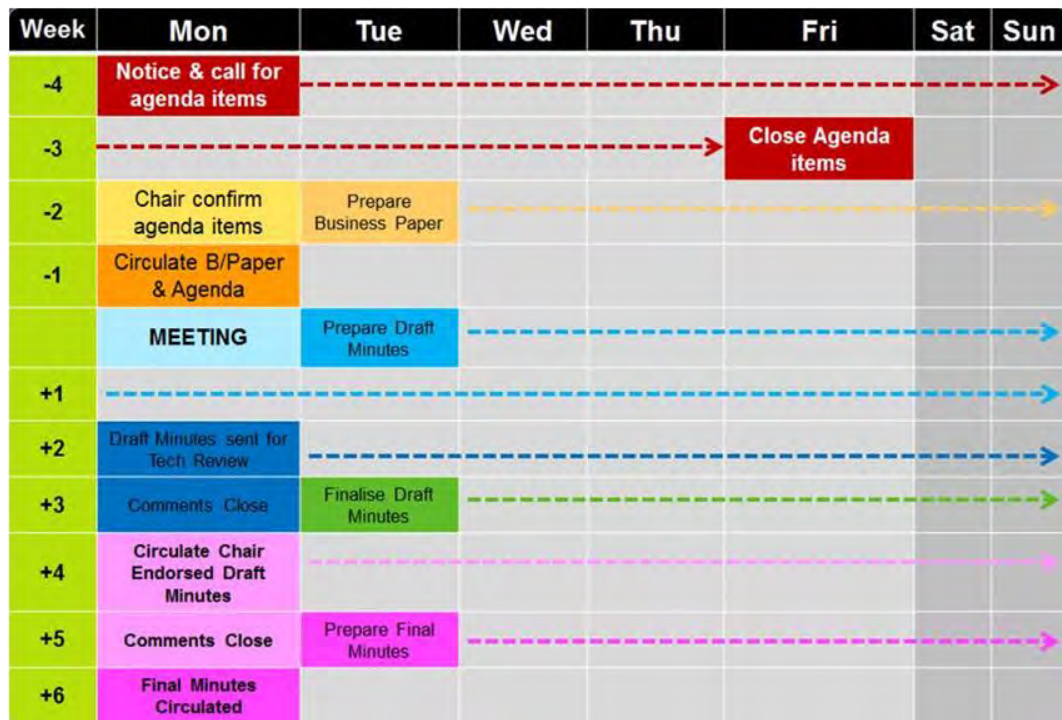 Week Mon Tue Wed Thu Fri Sat Sun
-4 Notice & call for
agenda items
-3 Close Agenda
items
-2 Chair confirm
agenda items
Prepare
Business Paper
-1 Circulate B/Paper
& Agenda
MEETING
Prepare Draft
Minutes
+1
+2 Draft Minutes sent for
Tech Review
+3 Comments Close
Finalise Draft
Minutes
+4 Circulate Chair
Endorsed Draft
Minutes
+5 Comments Close
Prepare Final
Minutes
+6 Final Minutes
Circulated